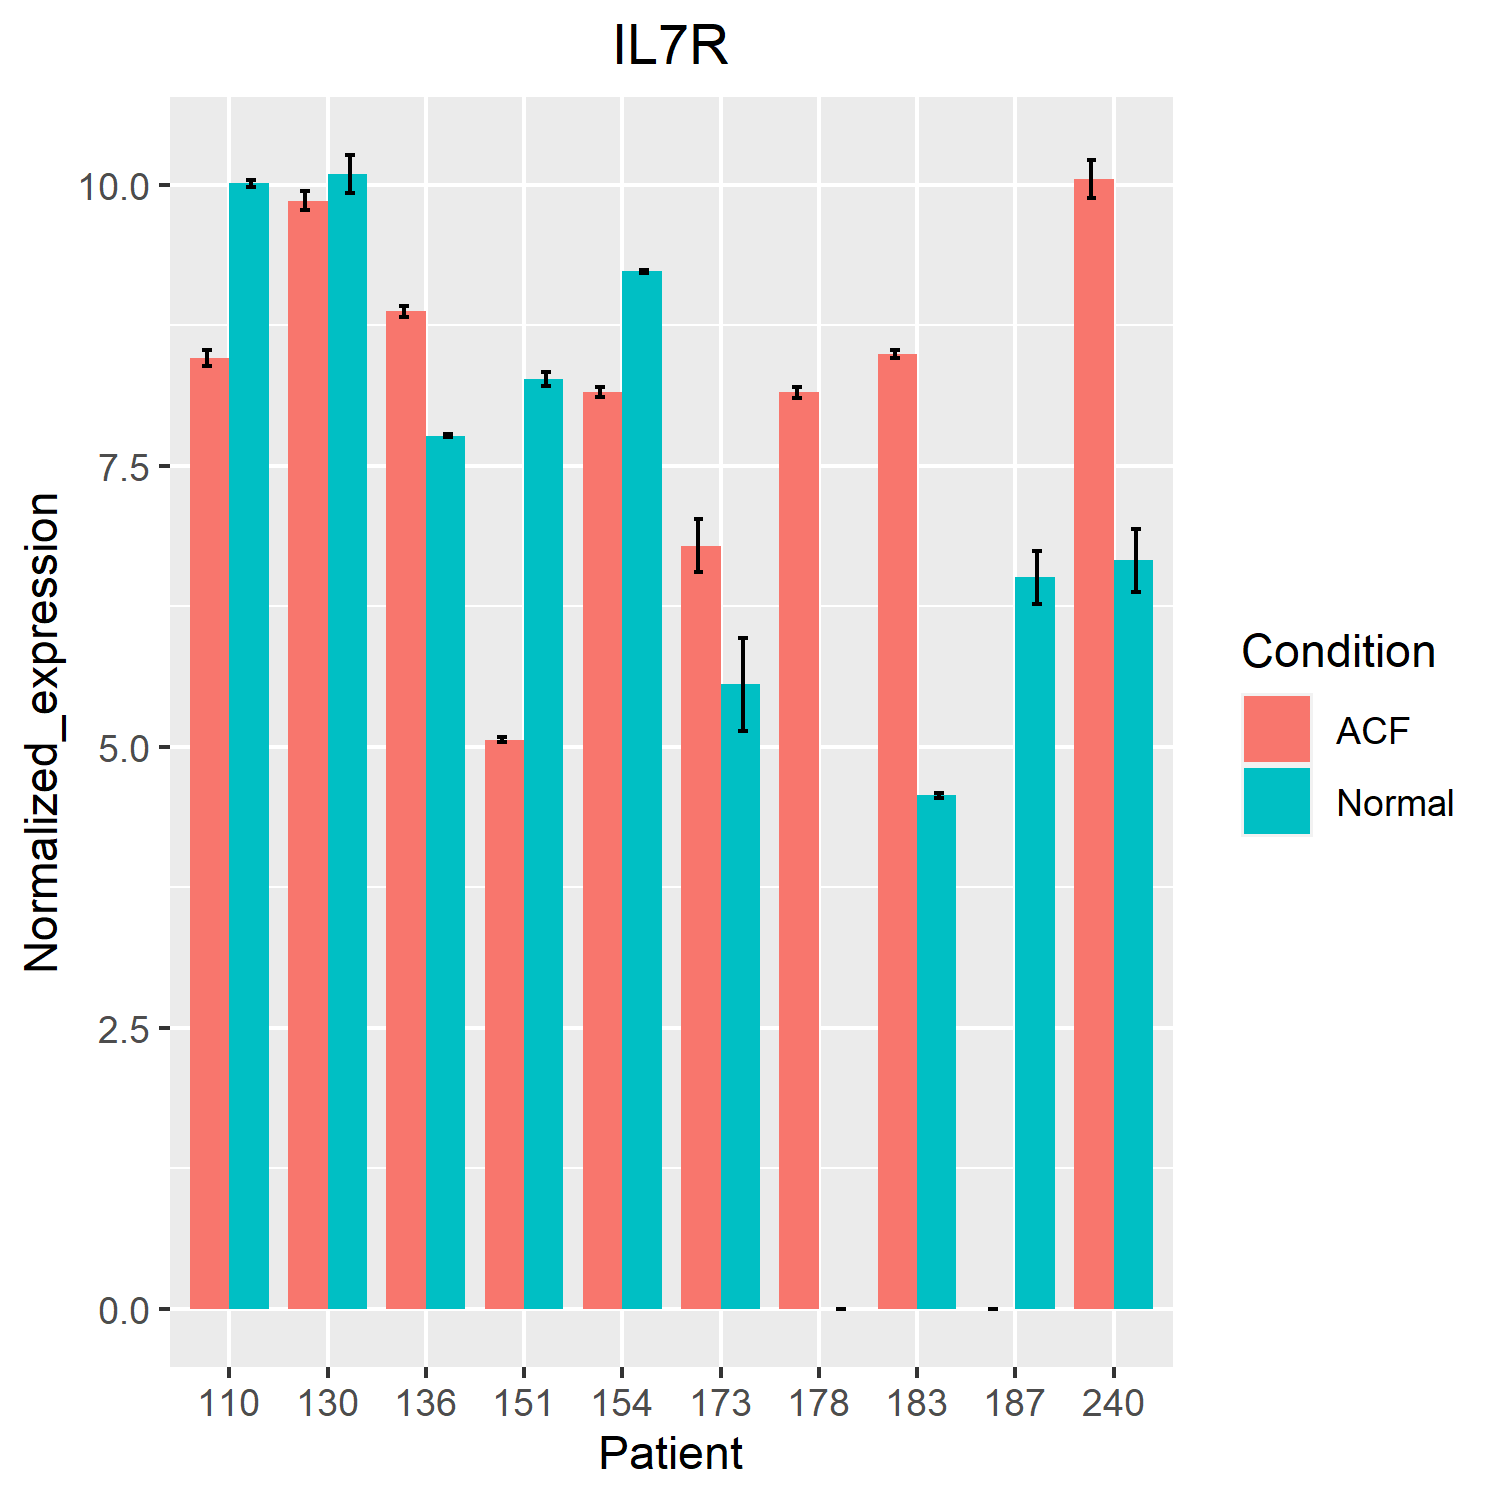 IL7R
10.0
7.5
5.0
2.5
0.0
Normalized_expression
110 130 136 151 154 173 178 183 187 240
Patient
Condition
ACF
Normal